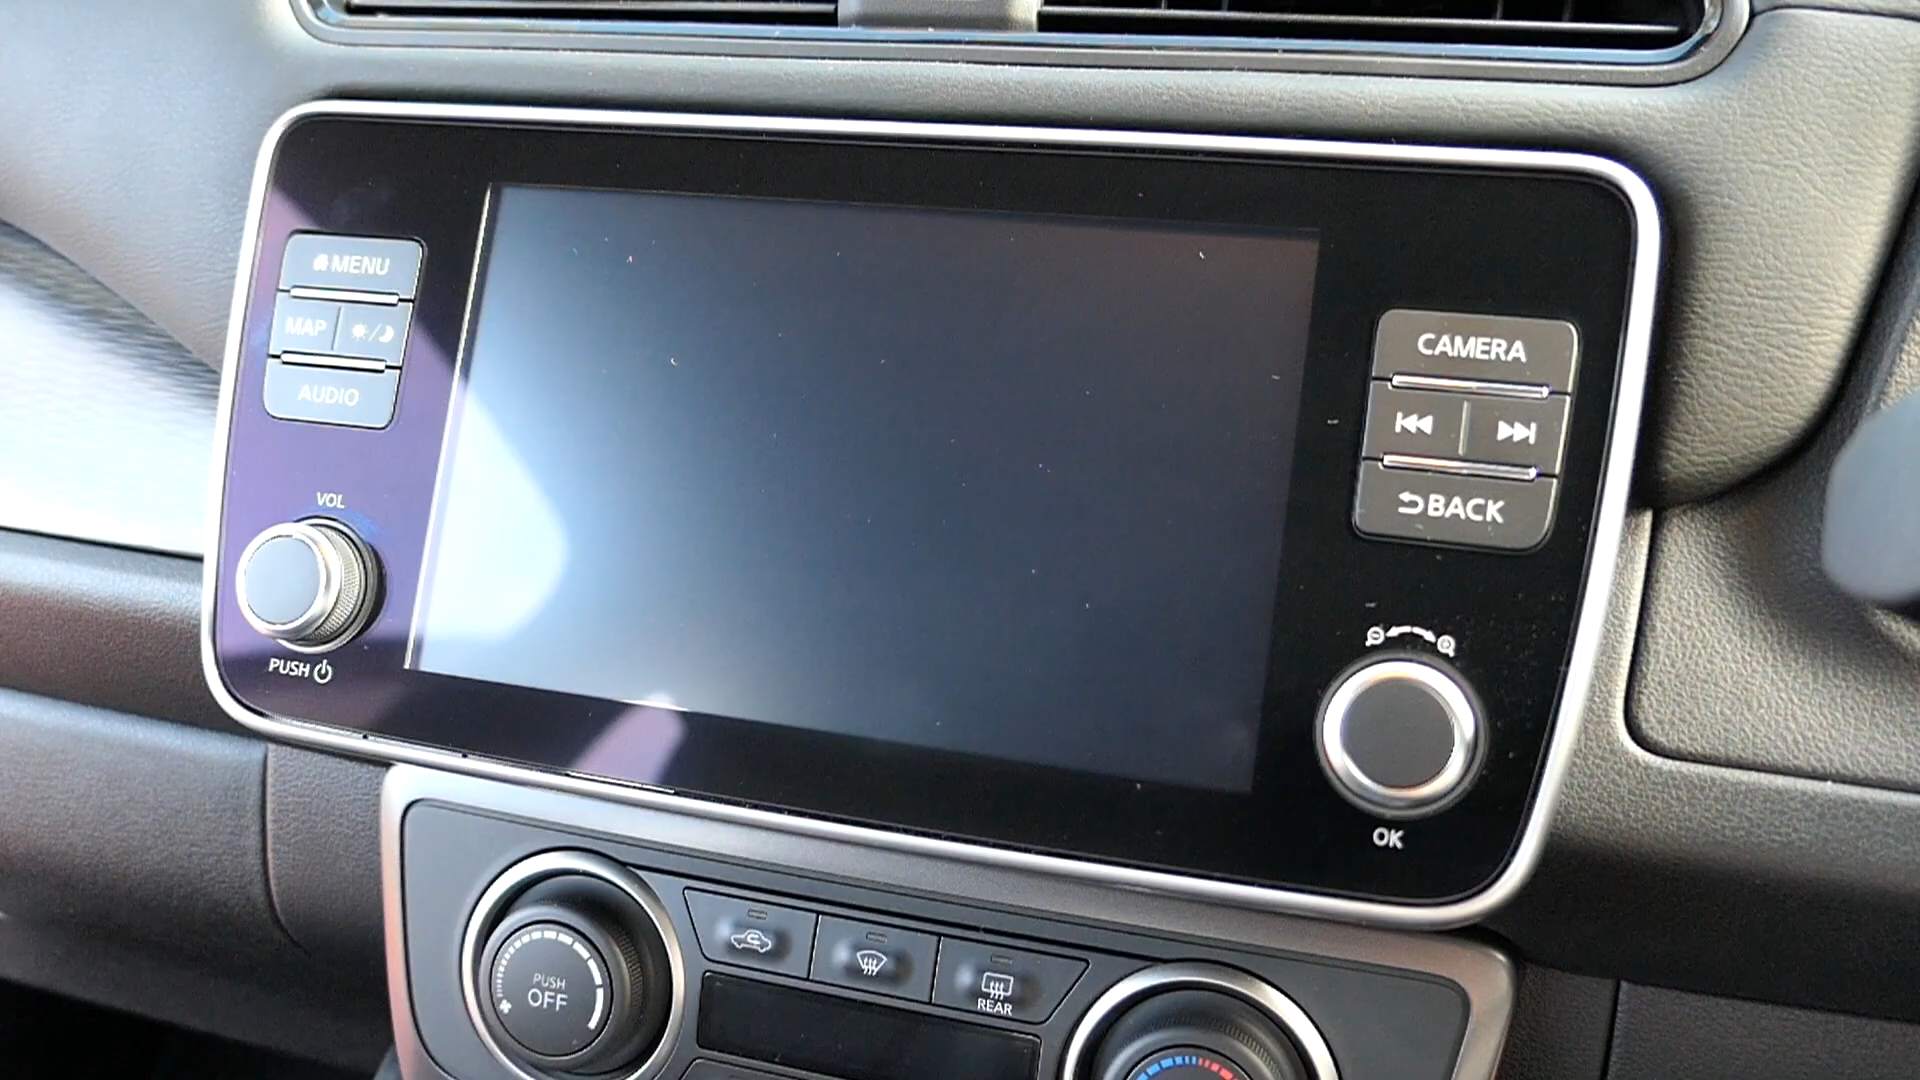 MENU
MAP
AUDIO
VOL
PUSH
CAMERA
BACK
OK
PUSH
OFF
REAR